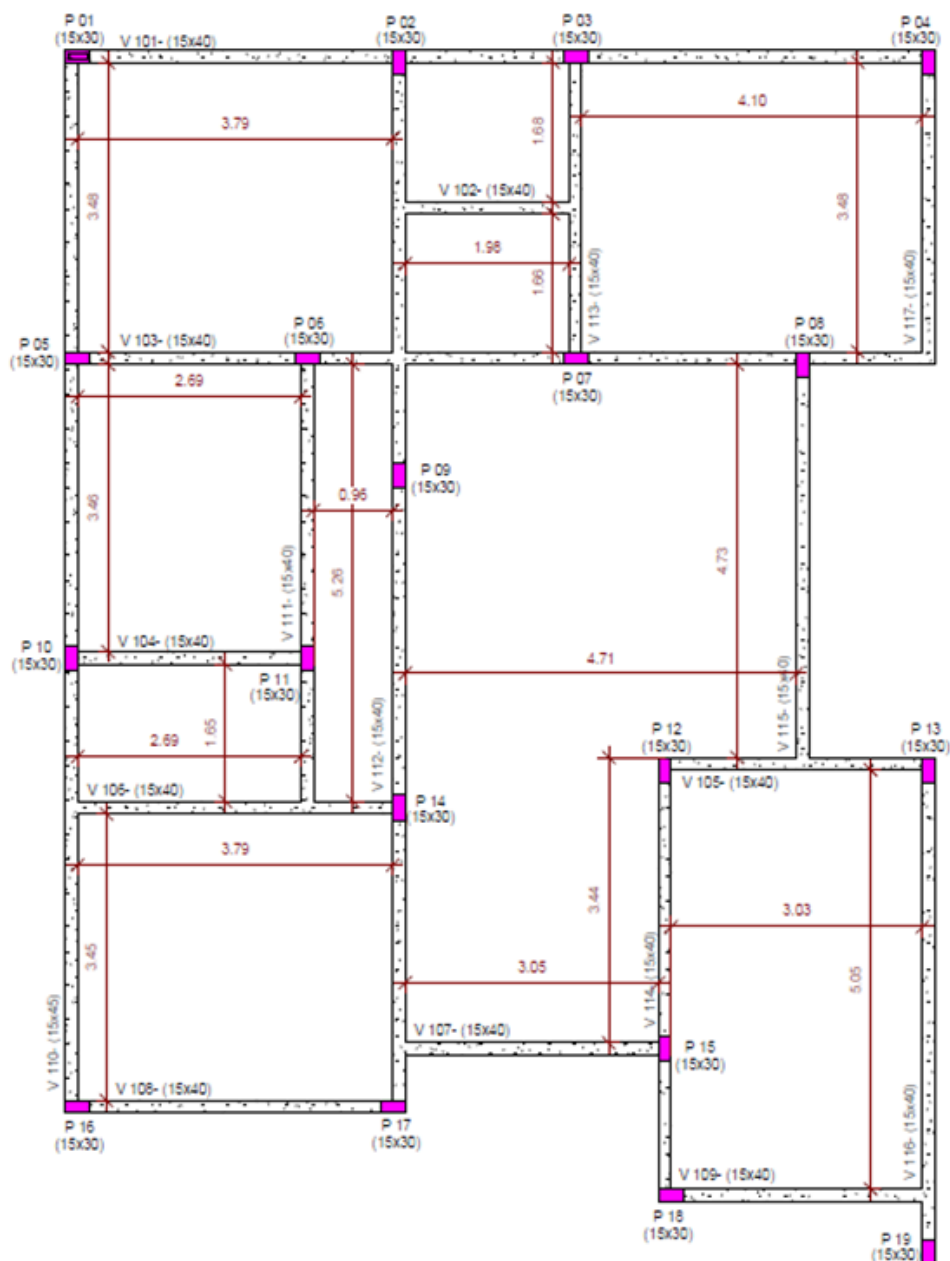 P 01
(15x30)
V 101- (15x40)
P 02
(15x30)
P 03
(15x30)
P 04
(15x30)
3.79
4.10
1.68
3.48
3.48
V 102- (15x40)
1.98
1.66
V 113- (15x40)
V 117- (15x40)
P 05
(15x30)
V 103- (15x40)
P 06
(15x30)
P 07
(15x30)
P 08
(15x30)
2.69
P 09
(15x30)
0.96
3.46
5.26
4.73
V 111- (15x40)
P 10
(15x30)
V 104- (15x40)
P 11
(15x30)
4.71
1.65
2.69
V 112- (15x40)
V 115- (15x40)
P 12
(15x30)
P 13
(15x30)
V 106- (15x40)
P 14
(15x30)
V 105- (15x40)
3.79
3.44
3.03
3.45
3.05
V 114- (15x40)
5.05
V 107- (15x40)
P 15
(15x30)
V 110- (15x45)
V 108- (15x40)
V 116- (15x40)
P 16
(15x30)
P 17
(15x30)
V 109- (15x40)
P 18
(15x30)
P 19
(15x30)